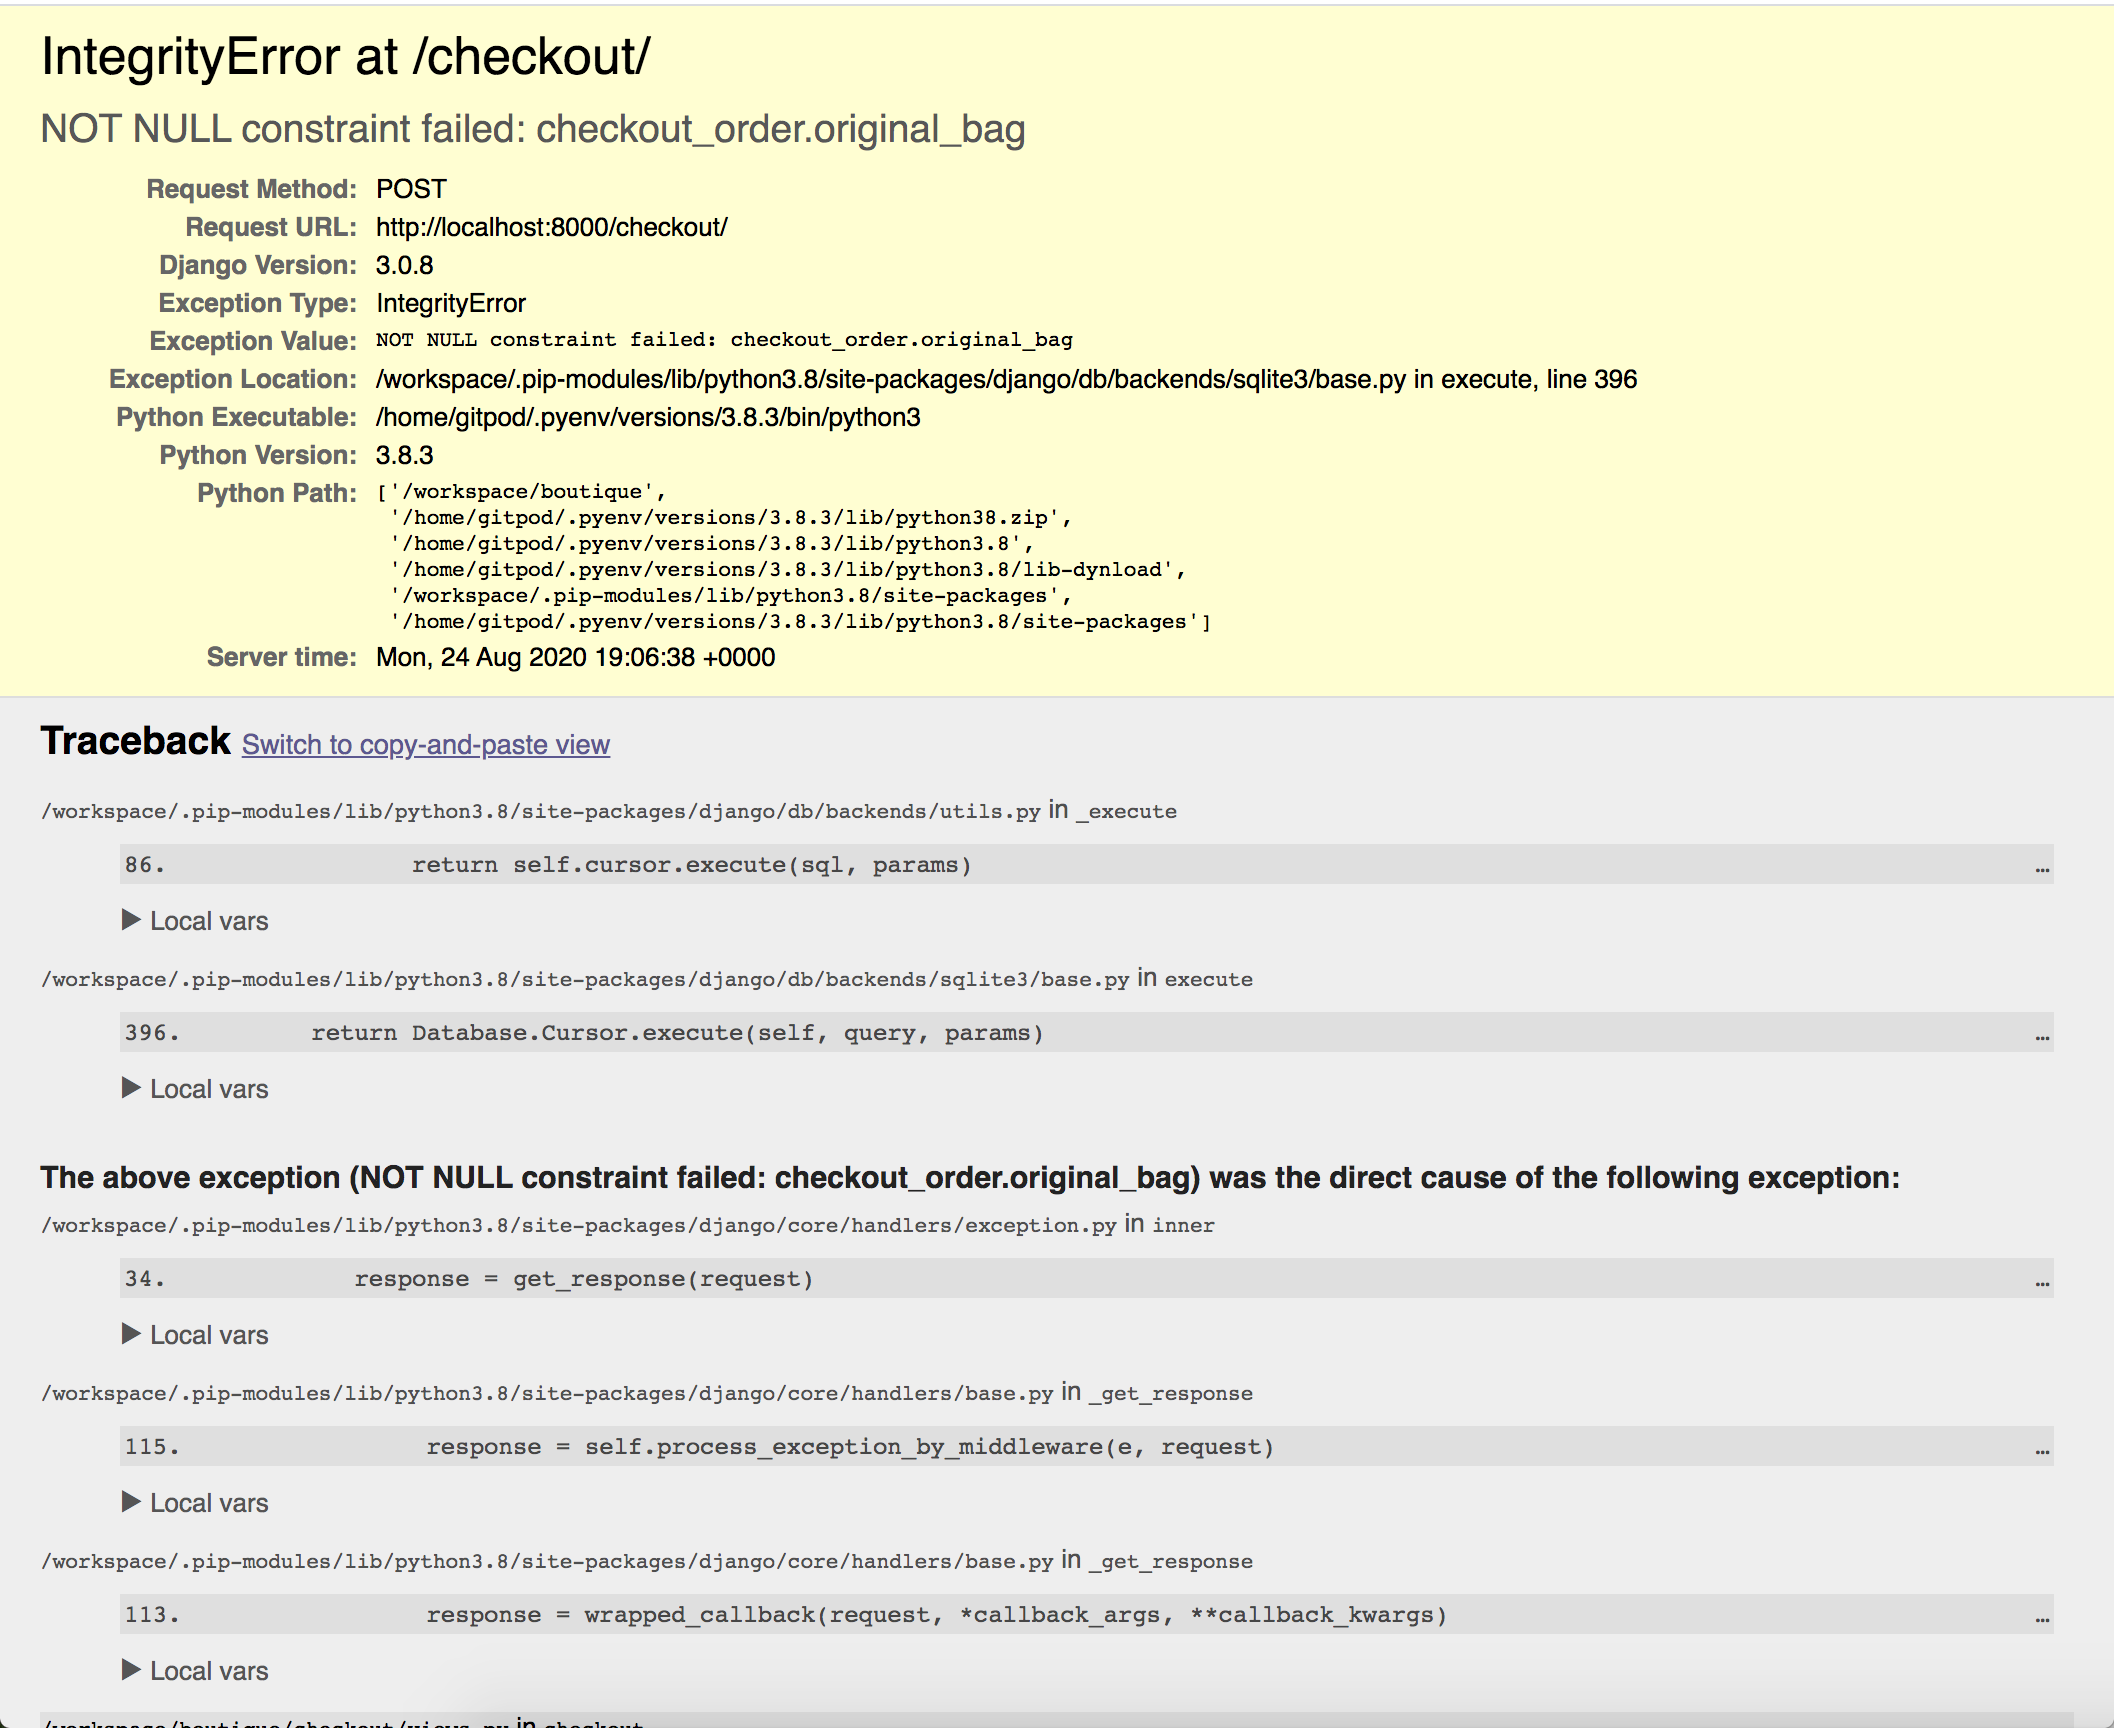 IntegrityError at /checkout/
NOT NULL constraint failed: checkout_order.original_bag
Request Method: POST
Request URL: http://localhost:8000/checkout/
Django Version: 3.0.8
Exception Type: IntegrityError
Exception Value: NOT NULL constraint failed: checkout_order.original_bag
Exception Location: /workspace/.pip-modules/lib/python3.8/site-packages/django/db/backends/sqlite3/base.py in execute, line 396
Python Executable: /home/gitpod/.pyenv/versions/3.8.3/bin/python3
Python Version: 3.8.3
Python Path: ['/workspace/boutique',
'/home/gitpod/.pyenv/versions/3.8.3/lib/python38.zip',
'/home/gitpod/.pyenv/versions/3.8.3/lib/python3.8',
'/home/gitpod/.pyenv/versions/3.8.3/lib/python3.8/lib-dynload',
'/workspace/.pip-modules/lib/python3.8/site-packages',
'/home/gitpod/.pyenv/versions/3.8.3/lib/python3.8/site-packages']
Server time: Mon, 24 Aug 2020 19:06:38 +0000
Traceback Switch to copy-and-paste view
/workspace/.pip-modules/lib/python3.8/site-packages/django/db/backends/utils.py in _execute
86. return self.cursor.execute(sql, params) …
▶ Local vars
/workspace/.pip-modules/lib/python3.8/site-packages/django/db/backends/sqlite3/base.py in execute
396. return Database.Cursor.execute(self, query, params) …
▶ Local vars
The above exception (NOT NULL constraint failed: checkout_order.original_bag) was the direct cause of the following exception:
/workspace/.pip-modules/lib/python3.8/site-packages/django/core/handlers/exception.py in inner
34. response = get_response(request) …
▶ Local vars
/workspace/.pip-modules/lib/python3.8/site-packages/django/core/handlers/base.py in _get_response
115. response = self.process_exception_by_middleware(e, request) …
▶ Local vars
/workspace/.pip-modules/lib/python3.8/site-packages/django/core/handlers/base.py in _get_response
113. response = wrapped_callback(request, *callback_args, **callback_kwargs) …
▶ Local vars
/workspace/boutique/checkout/views.py in checkout